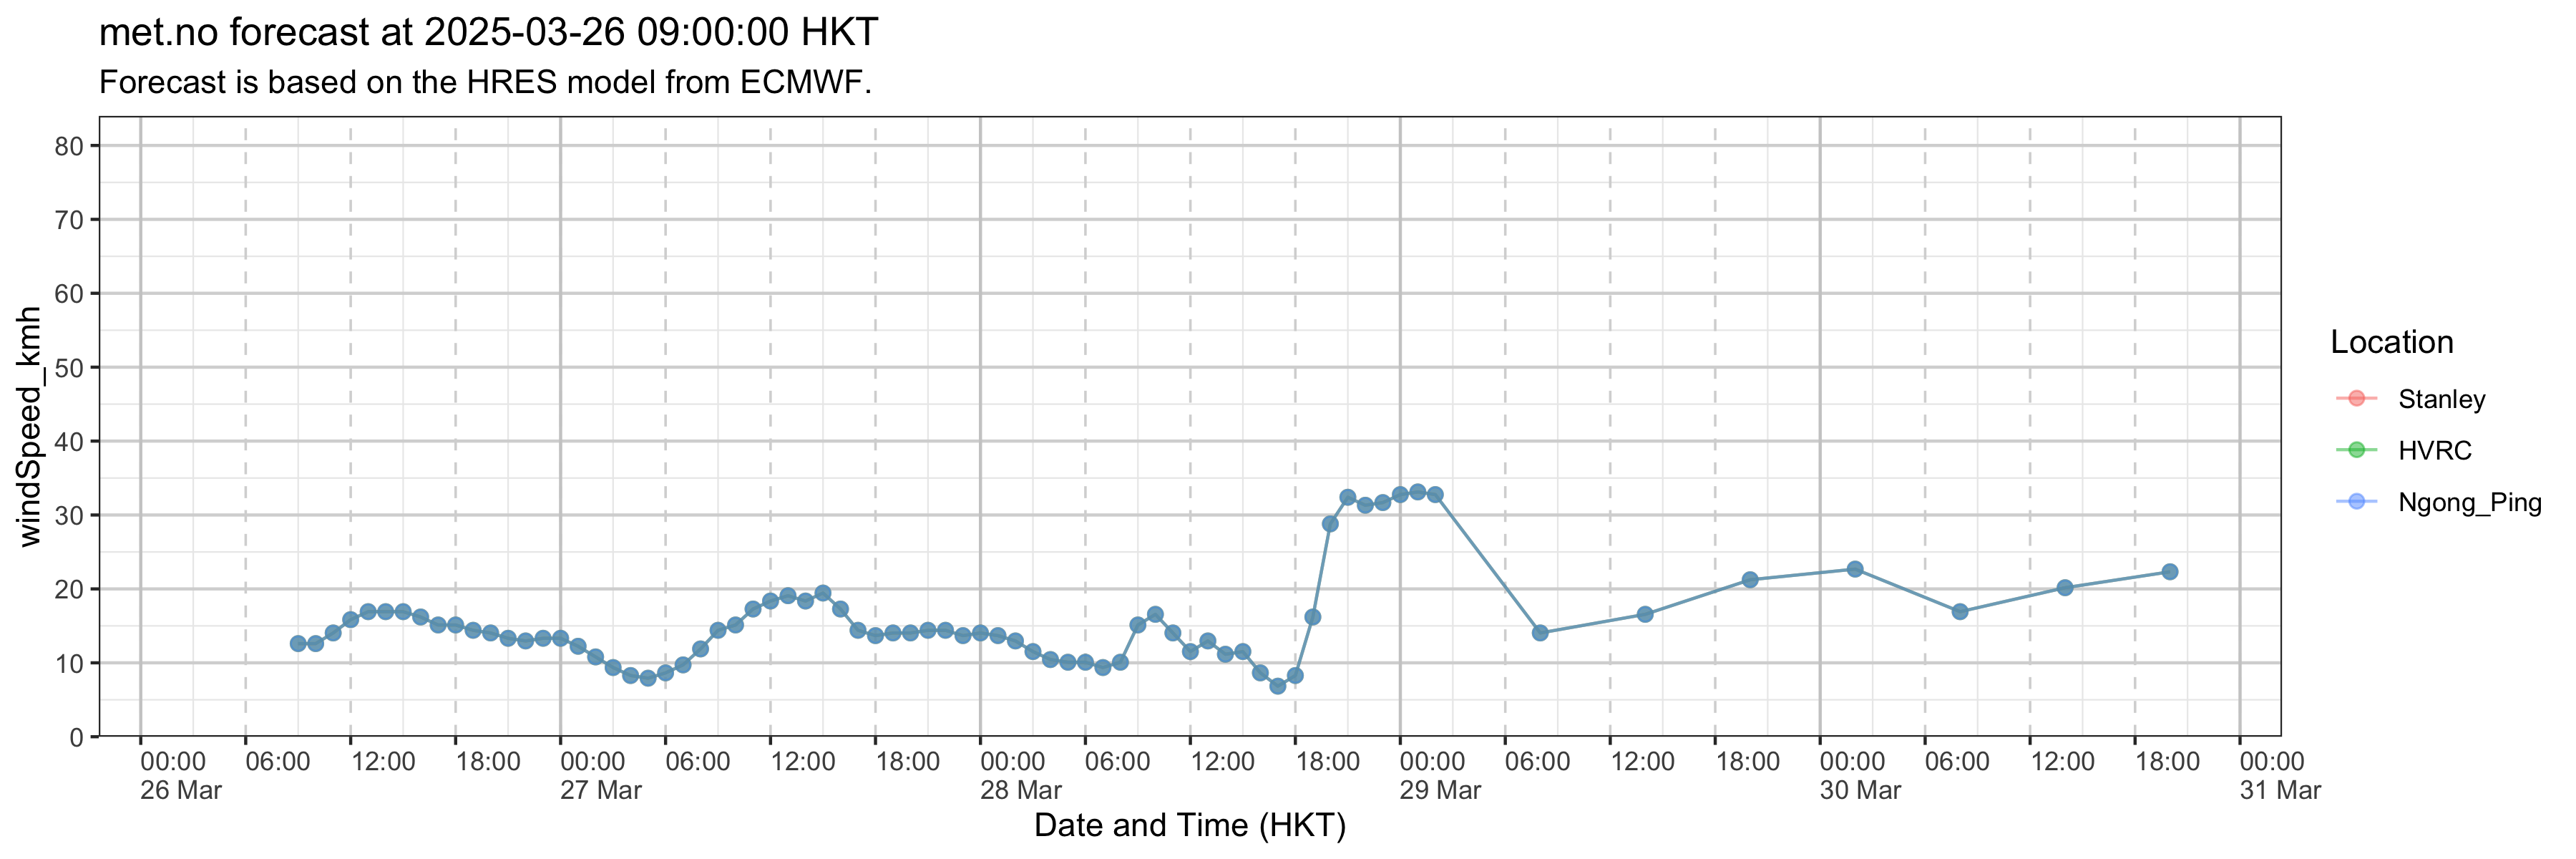 met.no forecast at 2025-03-26 09:00:00 HKT
Forecast is based on the HRES model from ECMWF.
windSpeed_kmh
80
70
60
50
40
30
20
10
0
00:00 06:00 12:00 18:00 00:00 06:00 12:00 18:00 00:00 06:00 12:00 18:00 00:00 06:00 12:00 18:00 00:00 06:00 12:00 18:00 00:00
26 Mar 27 Mar 28 Mar 29 Mar 30 Mar 31 Mar
Date and Time (HKT)
Location
Stanley
HVRC
Ngong_Ping